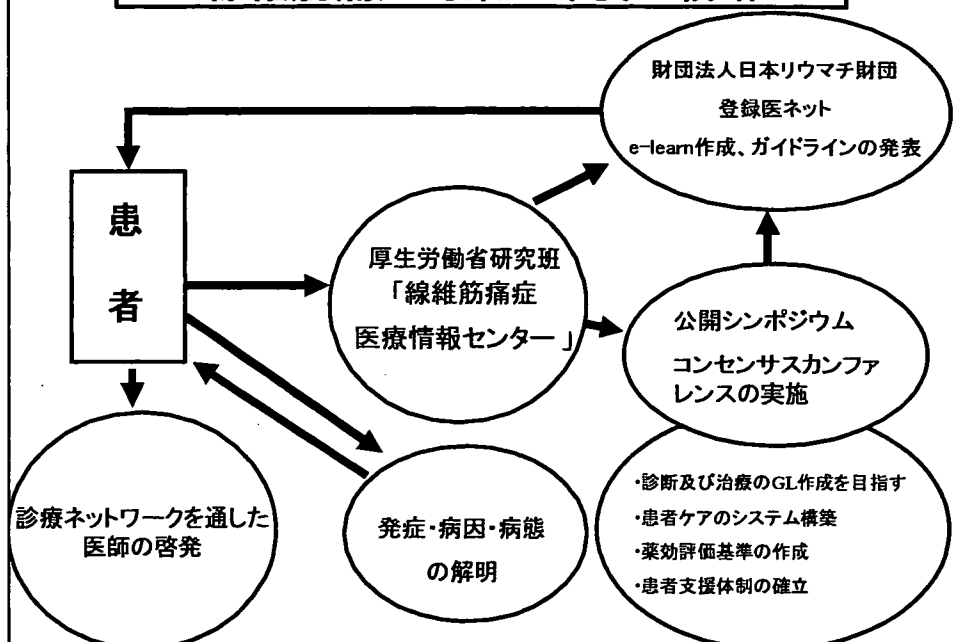 財団法人日本リウマチ財団
登録医ネット
e-learn作成、ガイドラインの発表
患
者
厚生労働省研究班
「線維筋痛症
医療情報センター」
公開シンポジウム
コンセンサスカンファ
レンスの実施
・診断及び治療のGL作成を目指す
・患者ケアのシステム構築
・薬効評価基準の作成
・患者支援体制の確立
診療ネットワークを通した
医師の啓発
発症・病因・病態
の解明